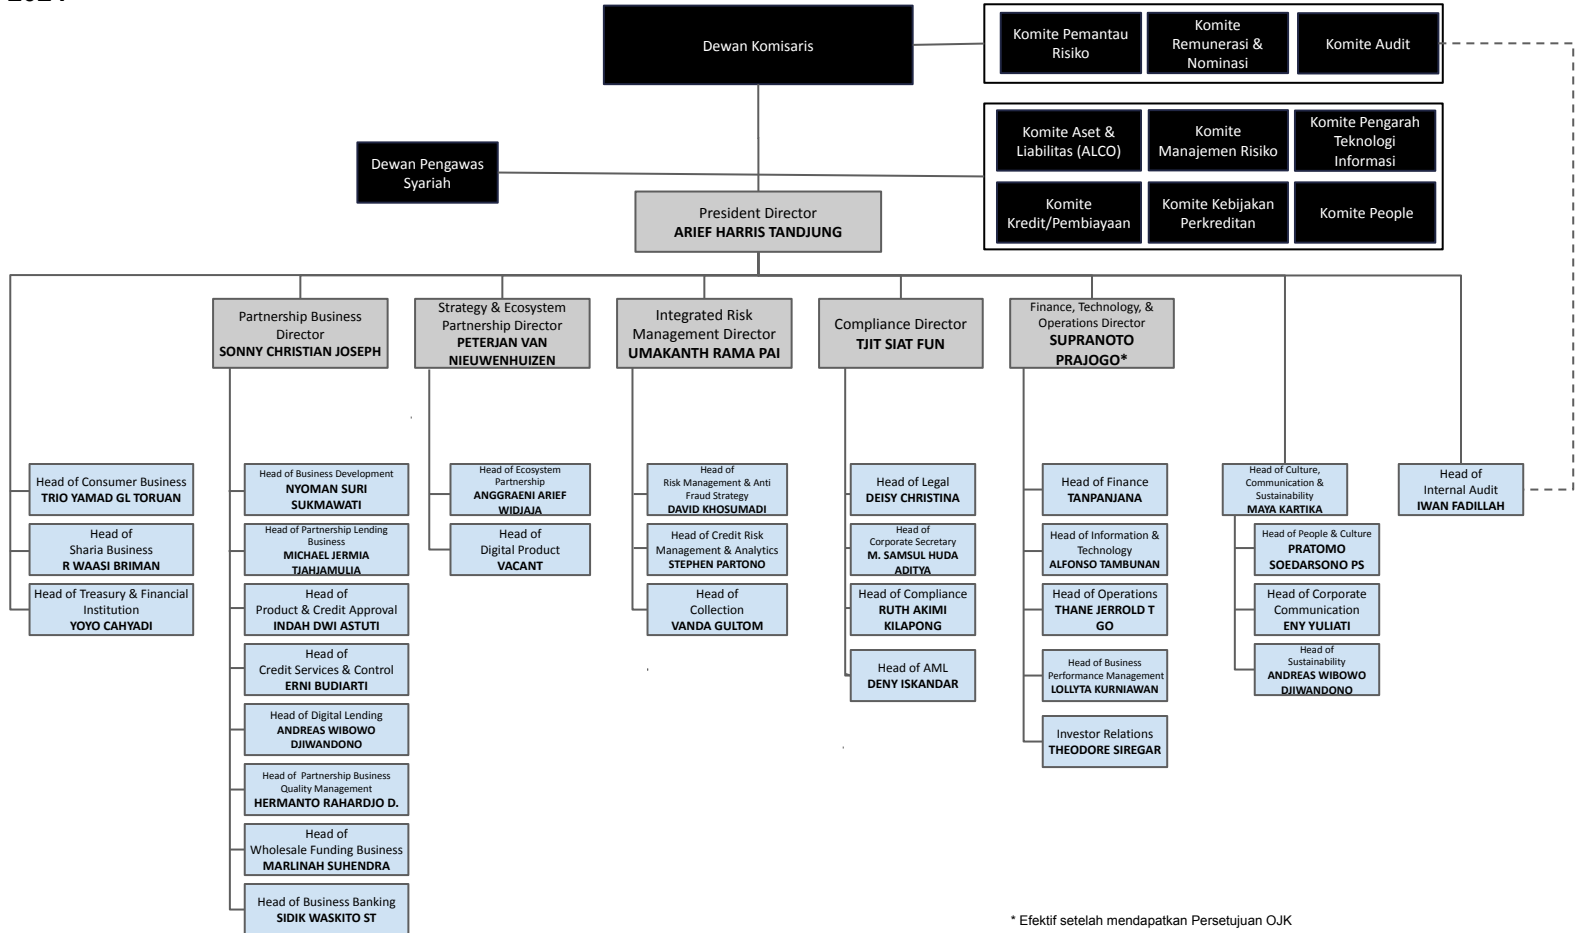 Dewan Komisaris
Komite Pemantau
Risiko
Komite
Remunerasi &
Nominasi
Komite Audit
Komite Aset &
Liabilitas (ALCO)
Komite
Manajemen Risiko
Komite Pengarah
Teknologi
Informasi
Dewan Pengawas
Syariah
Komite
Kredit/Pembiayaan
Komite Kebijakan
Perkreditan
Komite People
President Director
ARIEF HARRIS TANDJUNG
Partnership Business
Director
SONNY CHRISTIAN JOSEPH
Strategy & Ecosystem
Partnership Director
PETERJAN VAN
NIEUWENHUIZEN
Integrated Risk
Management Director
UMAKANTH RAMA PAI
Compliance Director
TJIT SIAT FUN
Finance, Technology, &
Operations Director
SUPRANOTO
PRAJOGO*
Head of Consumer Business
TRIO YAMAD GL TORUAN
Head of
Sharia Business
R WAASI BRIMAN
Head of Treasury & Financial
Institution
YOYO CAHYADI
Head of Business Development
NYOMAN SURI
SUKMAWATI
Head of Partnership Lending
Business
MICHAEL JERMIA
TJAHJAMULIA
Head of
Product & Credit Approval
INDAH DWI ASTUTI
Head of
Credit Services & Control
ERNI BUDIARTI
Head of Digital Lending
ANDREAS WIBOWO
DJIWANDONO
Head of Partnership Business
Quality Management
HERMANTO RAHARDJO D.
Head of
Wholesale Funding Business
MARLINAH SUHENDRA
Head of Business Banking
SIDIK WASKITO ST
Head of Ecosystem
Partnership
ANGGRAENI ARIEF
WIDJAJA
Head of
Digital Product
VACANT
Head of
Risk Management & Anti
Fraud Strategy
DAVID KHOSUMADI
Head of Credit Risk
Management & Analytics
STEPHEN PARTONO
Head of
Collection
VANDA GULTOM
Head of Legal
DEISY CHRISTINA
Head of
Corporate Secretary
M. SAMSUL HUDA
ADITYA
Head of Compliance
RUTH AKIMI
KILAPONG
Head of AML
DENY ISKANDAR
Head of Finance
TANPANJANA
Head of Information &
Technology
ALFONSO TAMBUNAN
Head of Operations
THANE JERROLD T
GO
Head of Business
Performance Management
LOLLYTA KURNIAWAN
Investor Relations
THEODORE SIREGAR
Head of Culture,
Communication &
Sustainability
MAYA KARTIKA
Head of People & Culture
PRATOMO
SOEDARSONO PS
Head of Corporate
Communication
ENY YULIATI
Head of
Sustainability
ANDREAS WIBOWO
DJIWANDONO
Head of
Internal Audit
IWAN FADILLAH
* Efektif setelah mendapatkan Persetujuan OJK